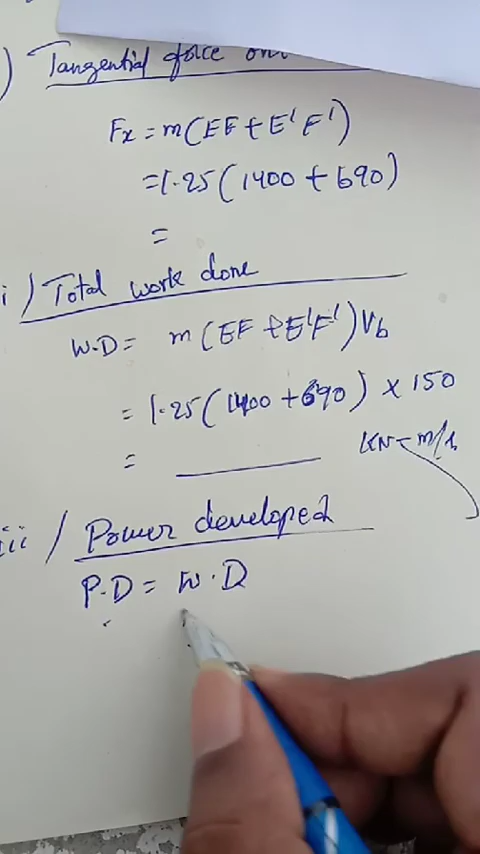 ) Tangential force on
Fx = m(EF + E'F')
= 1.25(1400 + 690)
=
i / Total work done
W.D = m(EF + E'F')Vb
= 1.25(1400 + 690) × 150
= KN-m/s
iii / Power developed
P.D = W.D